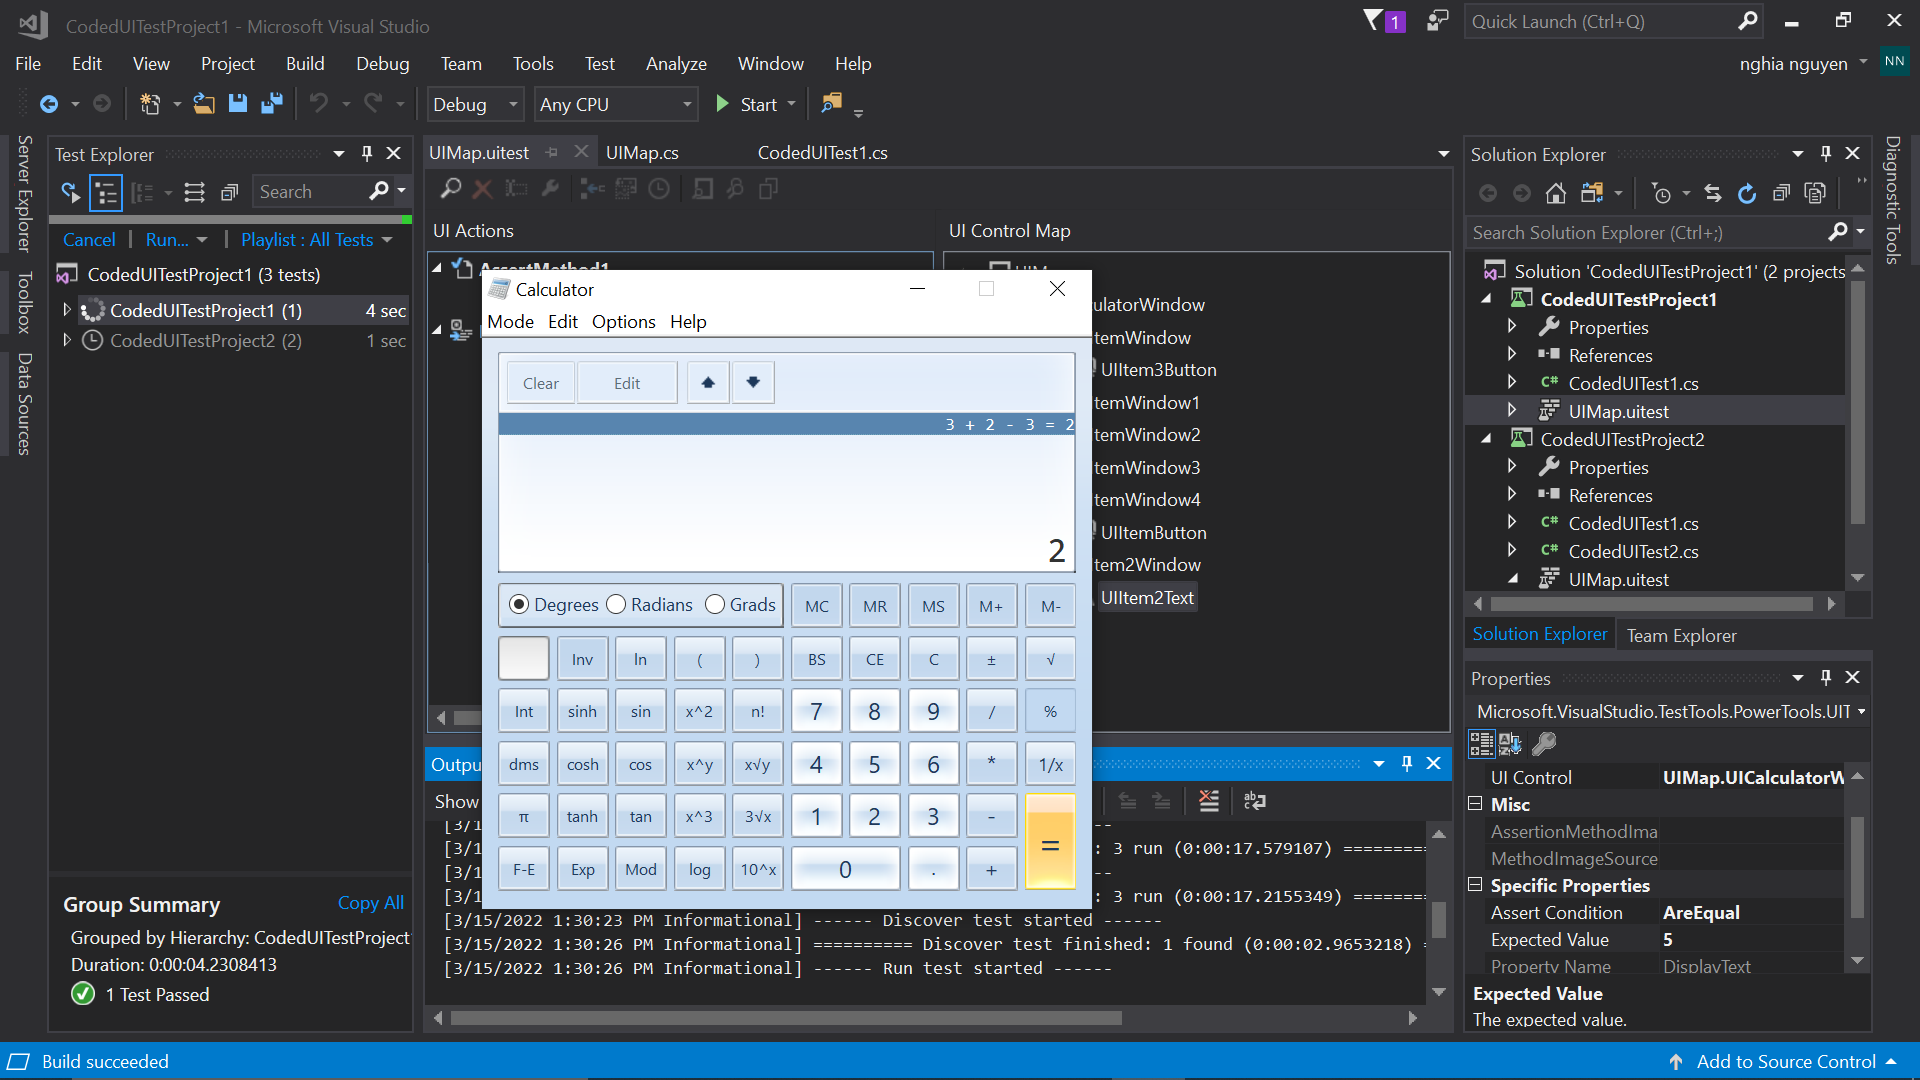 CodedUITestProject1 - Microsoft Visual Studio
1
Quick Launch (Ctrl+Q)
File Edit View Project Build Debug Team Tools Test Analyze Window Help
nghia nguyen NN
Debug
Any CPU
Start
Server Explorer
Toolbox
Data Sources
Test Explorer
Search
Cancel Run... Playlist : All Tests
CodedUITestProject1 (3 tests)
CodedUITestProject1 (1) 4 sec
CodedUITestProject2 (2) 1 sec
Group Summary Copy All
Grouped by Hierarchy: CodedUITestProject
Duration: 0:00:04.2308413
1 Test Passed
UIMap.uitest UIMap.cs CodedUITest1.cs
UI Actions
AssertMethod1
UI Control Map
ulatorWindow
temWindow
UIItem3Button
temWindow1
temWindow2
temWindow3
temWindow4
UIItemButton
tem2Window
UIItem2Text
Calculator
Mode Edit Options Help
Clear Edit
3 + 2 - 3 = 2
2
Degrees Radians Grads MC MR MS M+ M-
Inv ln ( ) BS CE C ± √
Int sinh sin x^2 n! 7 8 9 / %
dms cosh cos x^y x√y 4 5 6 * 1/x
π tanh tan x^3 3√x 1 2 3 - =
F-E Exp Mod log 10^x 0 . +
Outpu
Show
[3/1
[3/1 : 3 run (0:00:17.579107) =========
[3/1
[3/1 : 3 run (0:00:17.2155349) ========
[3/15/2022 1:30:23 PM Informational] ------ Discover test started ------
[3/15/2022 1:30:26 PM Informational] ========== Discover test finished: 1 found (0:00:02.9653218) =
[3/15/2022 1:30:26 PM Informational] ------ Run test started ------
Solution Explorer
Search Solution Explorer (Ctrl+;)
Solution 'CodedUITestProject1' (2 projects
CodedUITestProject1
Properties
References
C# CodedUITest1.cs
UIMap.uitest
CodedUITestProject2
Properties
References
C# CodedUITest1.cs
C# CodedUITest2.cs
UIMap.uitest
Solution Explorer Team Explorer
Diagnostic Tools
Properties
Microsoft.VisualStudio.TestTools.PowerTools.UIT
UI Control UIMap.UICalculatorW
Misc
AssertionMethodIma
MethodImageSource
Specific Properties
Assert Condition AreEqual
Expected Value 5
Property Name DisplayText
Expected Value
The expected value.
Build succeeded
Add to Source Control